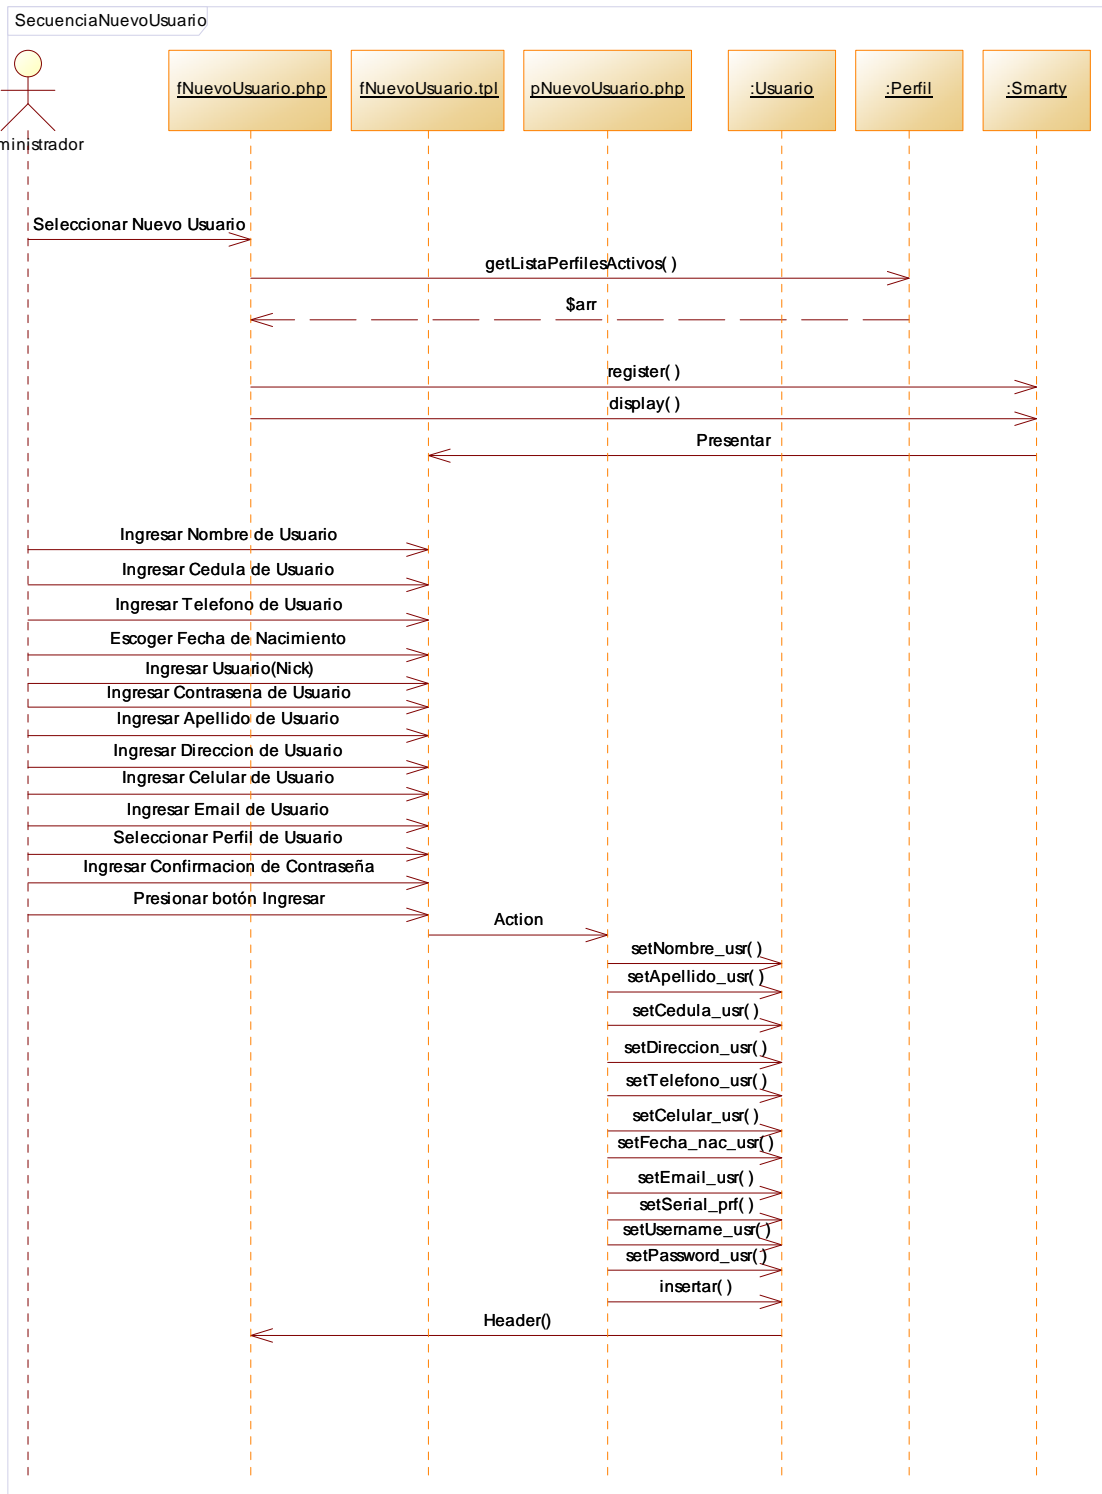 SecuenciaNuevoUsuario
ministrador
fNuevoUsuario.php
fNuevoUsuario.tpl
pNuevoUsuario.php
:Usuario
:Perfil
:Smarty
Seleccionar Nuevo Usuario
getListaPerfilesActivos( )
$arr
register( )
display( )
Presentar
Ingresar Nombre de Usuario
Ingresar Cedula de Usuario
Ingresar Telefono de Usuario
Escoger Fecha de Nacimiento
Ingresar Usuario(Nick)
Ingresar Contrasena de Usuario
Ingresar Apellido de Usuario
Ingresar Direccion de Usuario
Ingresar Celular de Usuario
Ingresar Email de Usuario
Seleccionar Perfil de Usuario
Ingresar Confirmacion de Contraseña
Presionar botón Ingresar
Action
setNombre_usr( )
setApellido_usr( )
setCedula_usr( )
setDireccion_usr( )
setTelefono_usr( )
setCelular_usr( )
setFecha_nac_usr( )
setEmail_usr( )
setSerial_prf( )
setUsername_usr( )
setPassword_usr( )
insertar( )
Header()